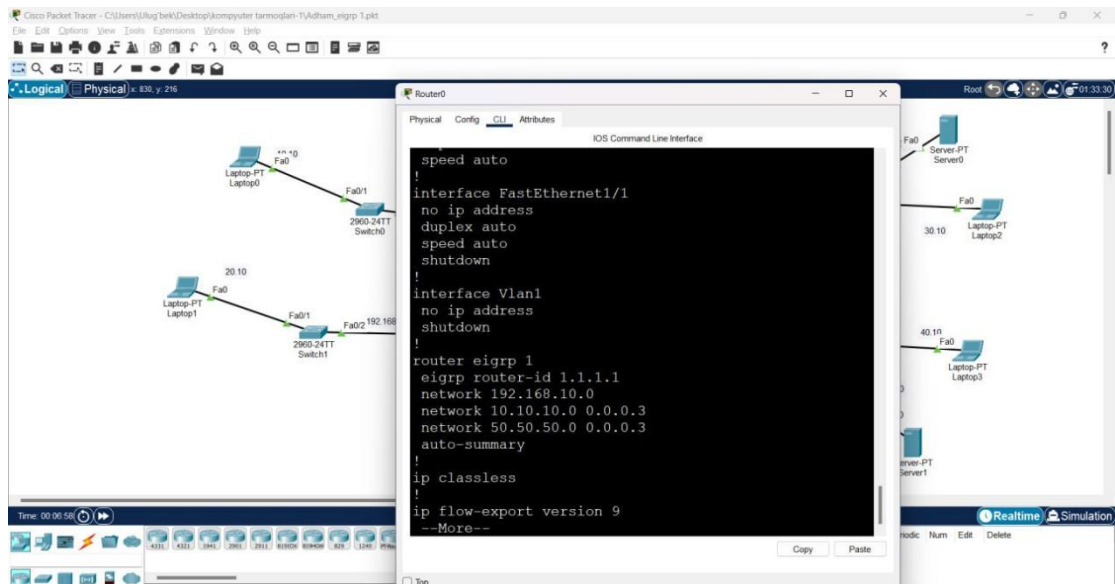 Cisco Packet Tracer - C:\Users\Ulug'bek\Desktop\kompyuter tarmoqlari-1\Adham_eigrp 1.pkt
File Edit Options View Tools Extensions Window Help
?
Logical Physical x: 830, y: 216
Root 01:33:30
Router0
Physical Config CLI Attributes
IOS Command Line Interface
speed auto
!
interface FastEthernet1/1
no ip address
duplex auto
speed auto
shutdown
!
interface Vlan1
no ip address
shutdown
!
router eigrp 1
eigrp router-id 1.1.1.1
network 192.168.10.0
network 10.10.10.0 0.0.0.3
network 50.50.50.0 0.0.0.3
auto-summary
!
ip classless
!
ip flow-export version 9
--More--
Copy Paste
Top
Fa0
Laptop-PT
Laptop0
Fa0/1
2960-24TT
Switch0
20.10
Fa0
Laptop-PT
Laptop1
Fa0/1
Fa0/2 192.168
2960-24TT
Switch1
Fa0
Server-PT
Server0
Fa0
30.10
Laptop-PT
Laptop2
40.10
Fa0
Laptop-PT
Laptop3
erver-PT
Server1
Time: 00:06:58
Realtime Simulation
4331 4321 1941 2901 2911 819IOX 819HGW 829 1240
riodic Num Edit Delete